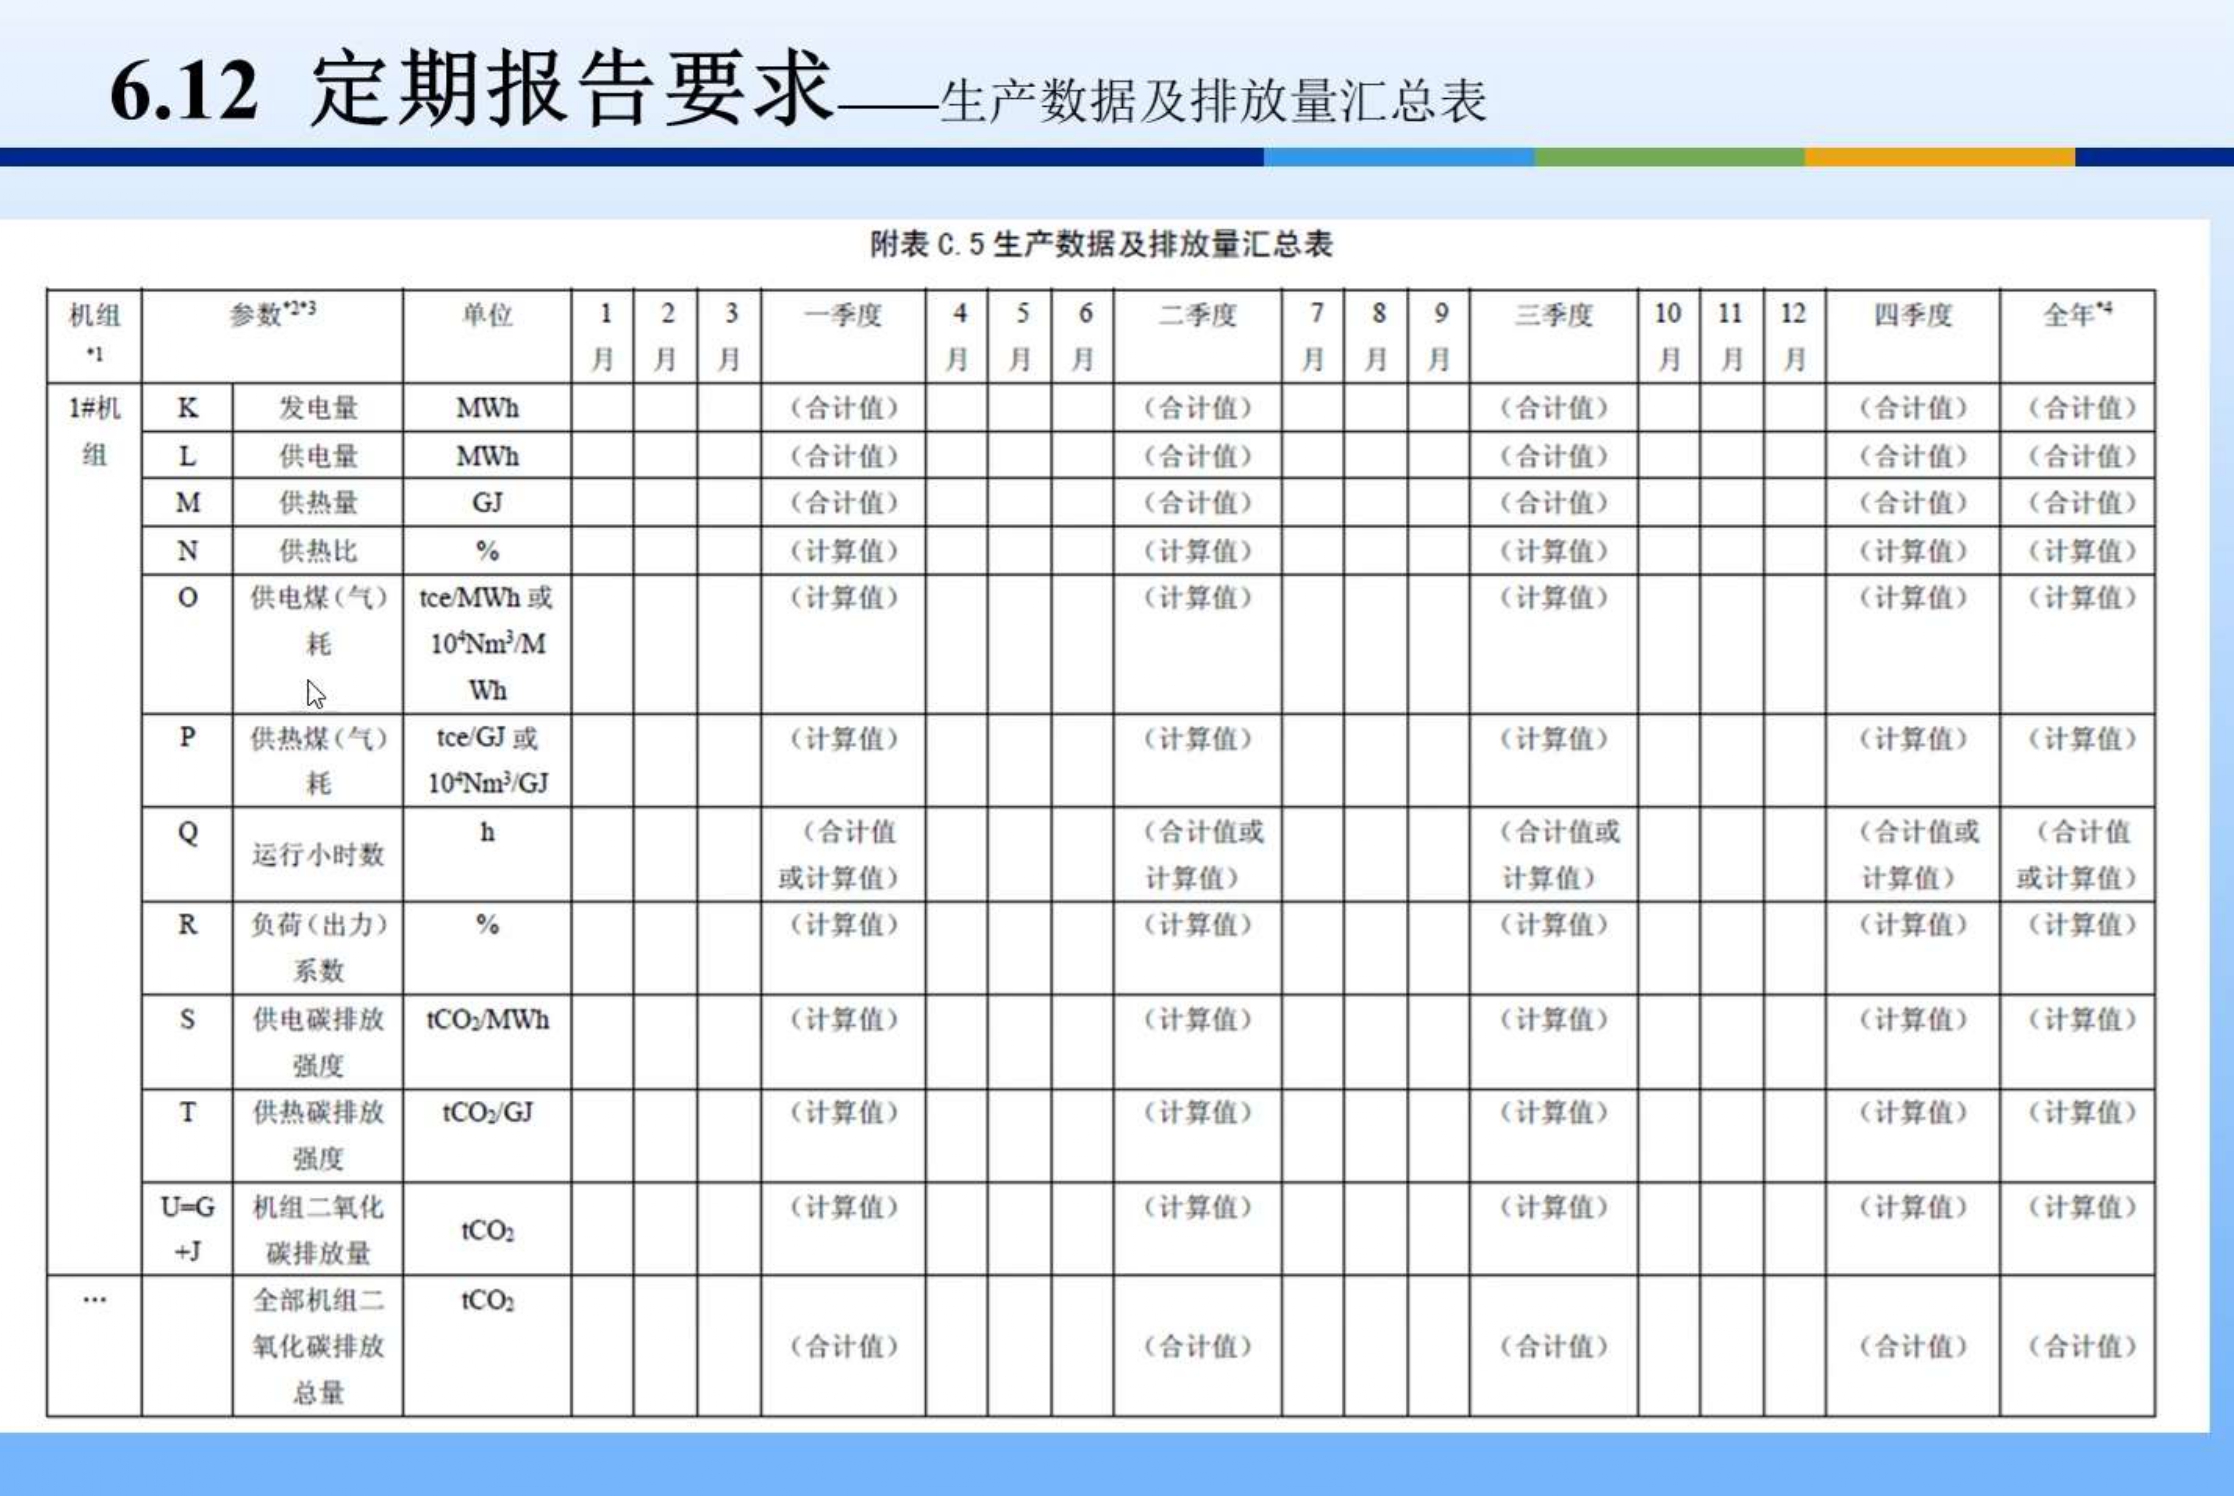 6.12 定期报告要求——生产数据及排放量汇总表
附表 C.5 生产数据及排放量汇总表
机组*1 参数*2*3 单位 1月 2月 3月 一季度 4月 5月 6月 二季度 7月 8月 9月 三季度 10月 11月 12月 四季度 全年*4
1#机组 K 发电量 MWh （合计值） （合计值） （合计值） （合计值） （合计值）
L 供电量 MWh （合计值） （合计值） （合计值） （合计值） （合计值）
M 供热量 GJ （合计值） （合计值） （合计值） （合计值） （合计值）
N 供热比 % （计算值） （计算值） （计算值） （计算值） （计算值）
O 供电煤（气）耗 tce/MWh 或 10⁴Nm³/MWh （计算值） （计算值） （计算值） （计算值） （计算值）
P 供热煤（气）耗 tce/GJ 或 10⁴Nm³/GJ （计算值） （计算值） （计算值） （计算值） （计算值）
Q 运行小时数 h （合计值或计算值） （合计值或计算值） （合计值或计算值） （合计值或计算值） （合计值或计算值）
R 负荷（出力）系数 % （计算值） （计算值） （计算值） （计算值） （计算值）
S 供电碳排放强度 tCO₂/MWh （计算值） （计算值） （计算值） （计算值） （计算值）
T 供热碳排放强度 tCO₂/GJ （计算值） （计算值） （计算值） （计算值） （计算值）
U=G+J 机组二氧化碳排放量 tCO₂ （计算值） （计算值） （计算值） （计算值） （计算值）
… 全部机组二氧化碳排放总量 tCO₂ （合计值） （合计值） （合计值） （合计值） （合计值）